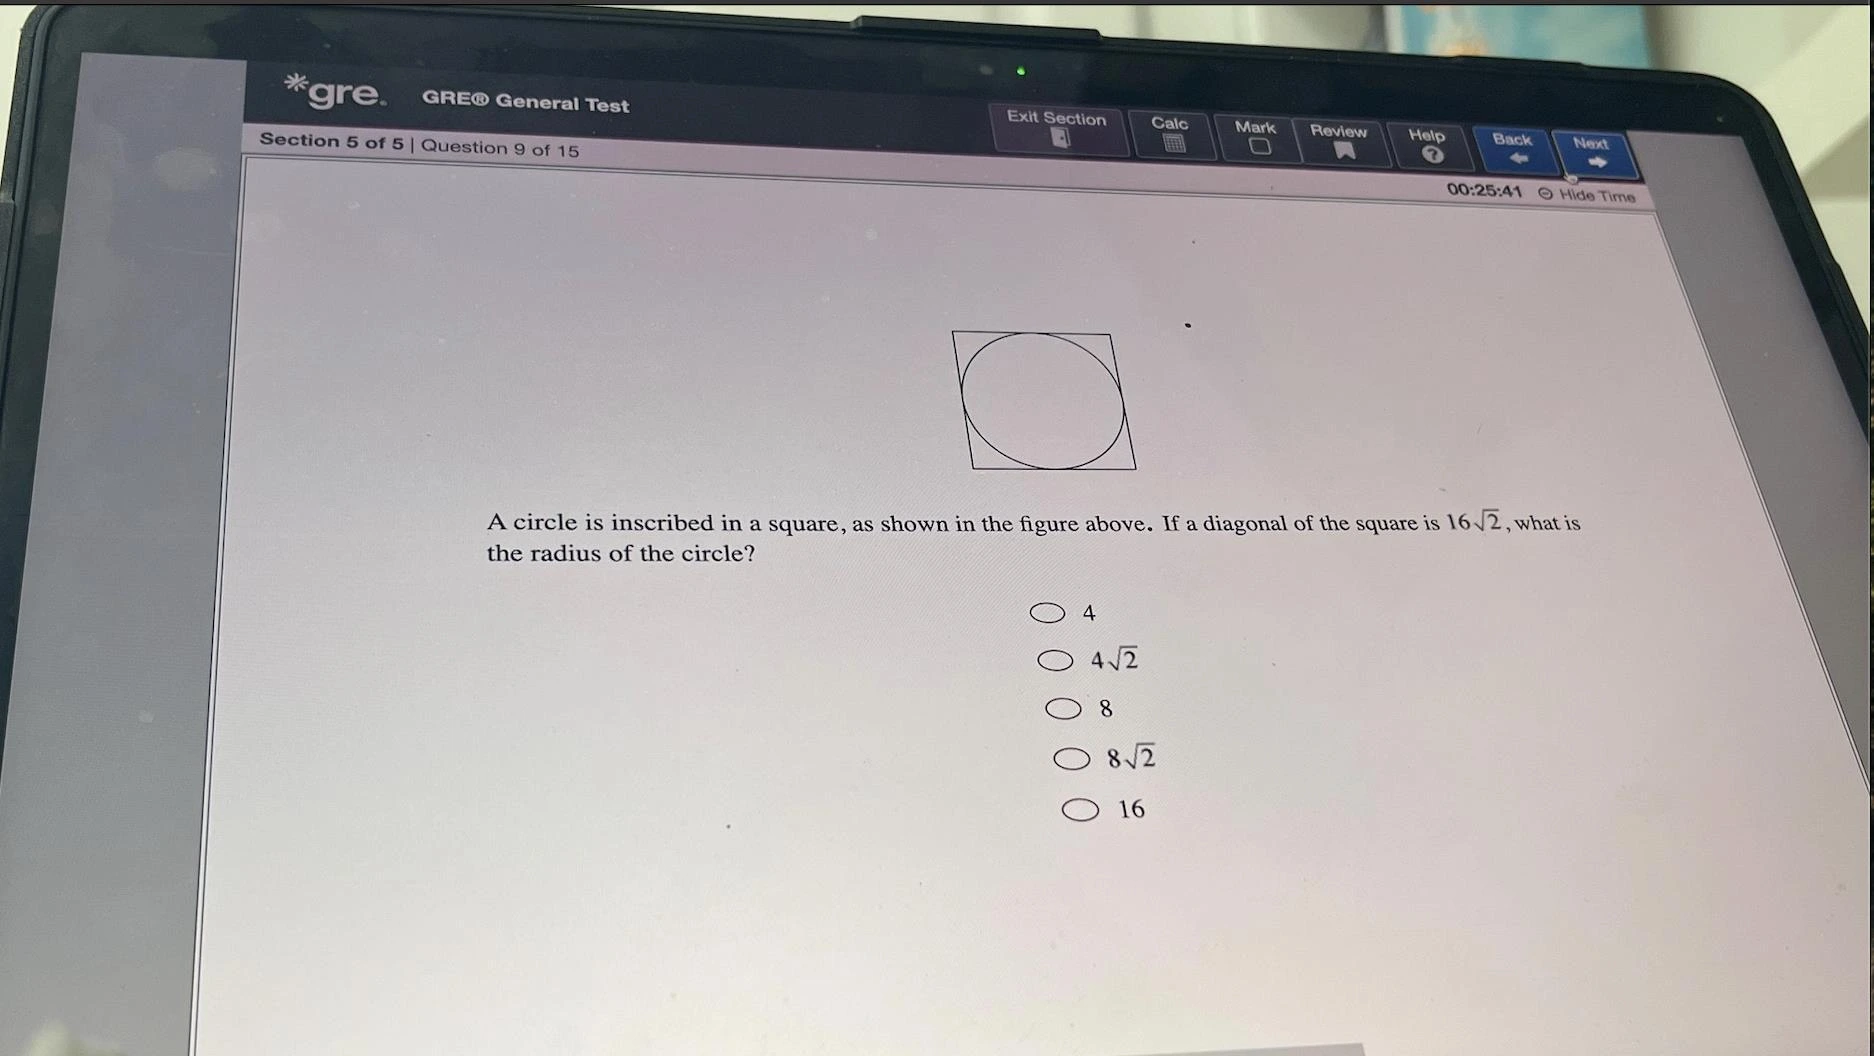 *gre.
GRE® General Test
Exit Section
Calc
Mark
Review
Help
Back
Next
Section 5 of 5 | Question 9 of 15
00:25:41 Hide Time
A circle is inscribed in a square, as shown in the figure above. If a diagonal of the square is 16√2, what is
the radius of the circle?
4
4√2
8
8√2
16